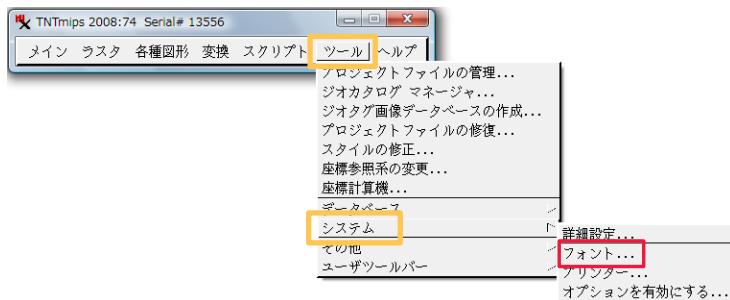 TNTmips 2008:74 Serial# 13556
メイン ラスタ 各種図形 変換 スクリプト ツール ヘルプ
プロジェクトファイルの管理...
ジオカタログ マネージャ...
ジオタグ画像データベースの作成...
プロジェクトファイルの修復...
スタイルの修正...
座標参照系の変更...
座標計算機...
データベース
システム
その他
ユーザツールバー
詳細設定...
フォント...
プリンター...
オプションを有効にする...